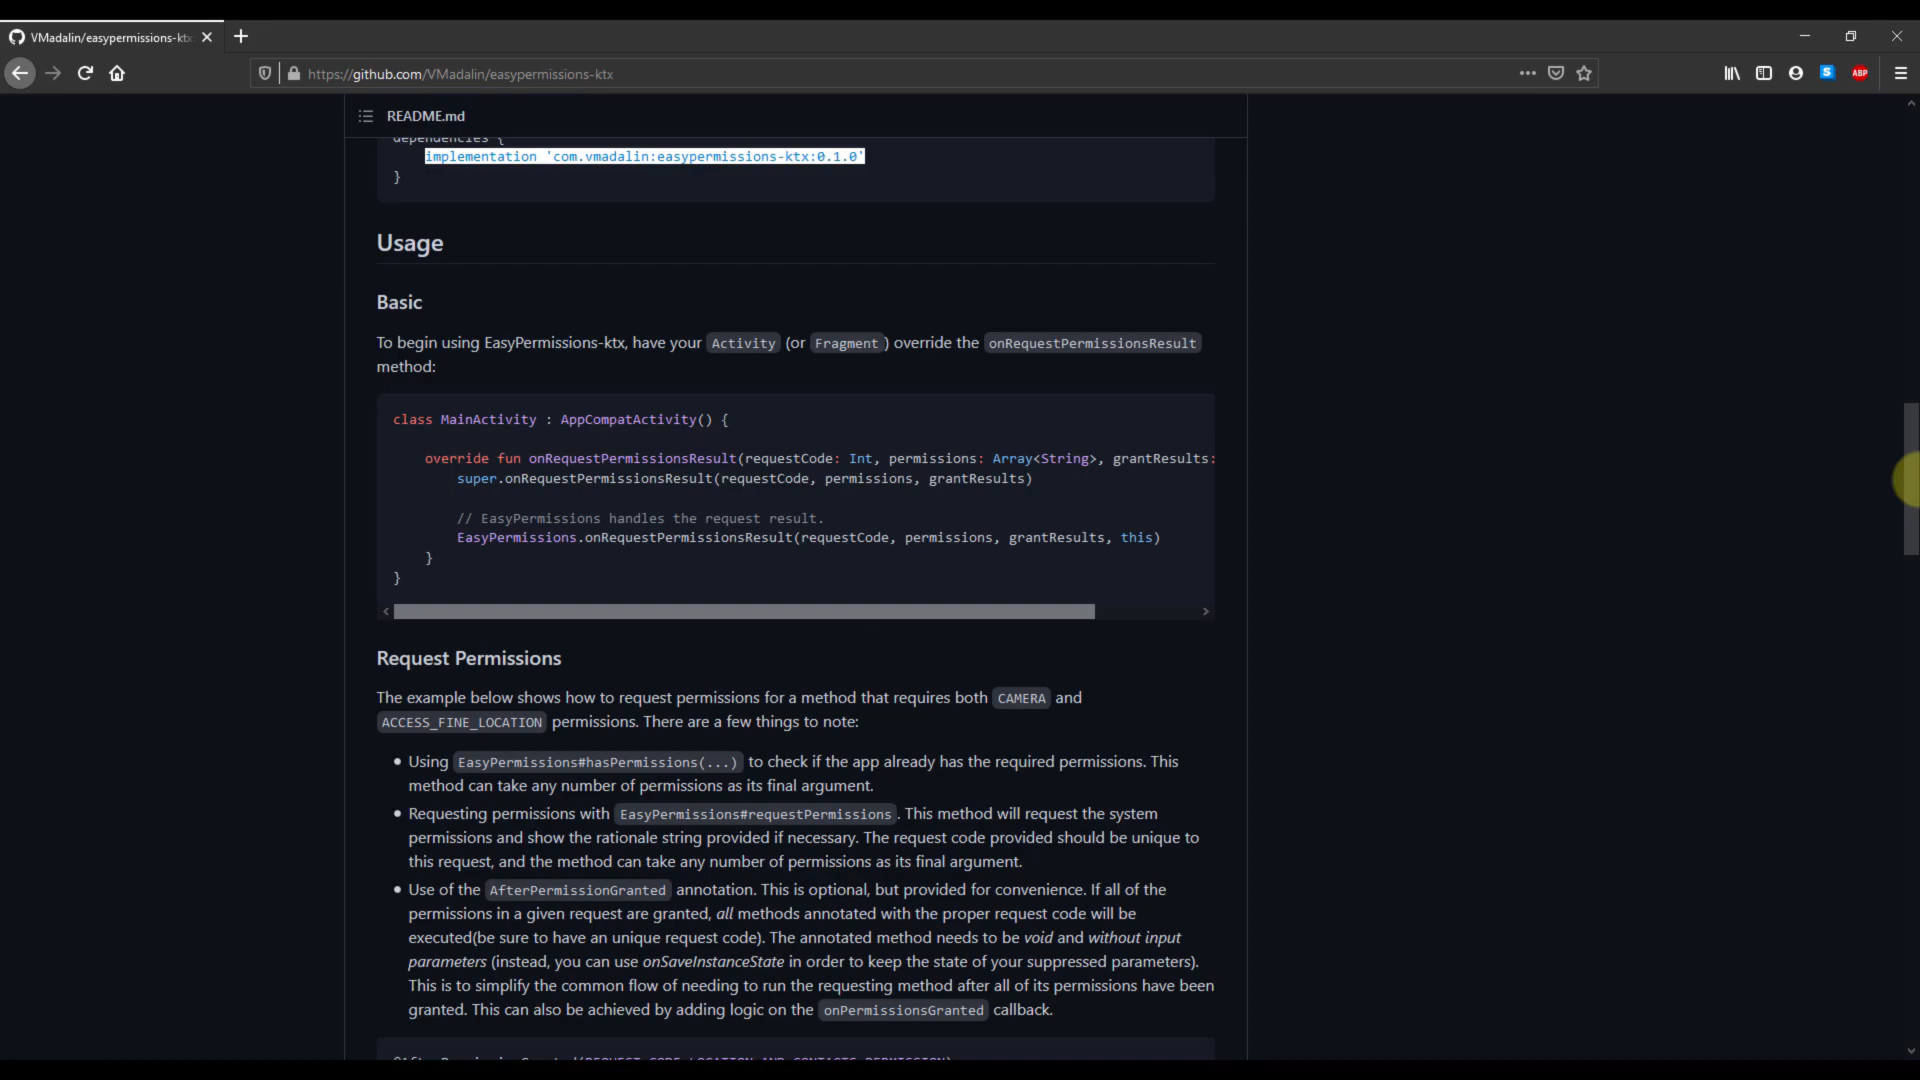 VMadalin/easypermissions-ktx
https://github.com/VMadalin/easypermissions-ktx
S
ABP
README.md
dependencies {
implementation 'com.vmadalin:easypermissions-ktx:0.1.0'
}
Usage
Basic
To begin using EasyPermissions-ktx, have your Activity (or Fragment) override the onRequestPermissionsResult
method:
class MainActivity : AppCompatActivity() {
override fun onRequestPermissionsResult(requestCode: Int, permissions: Array<String>, grantResults:
super.onRequestPermissionsResult(requestCode, permissions, grantResults)
// EasyPermissions handles the request result.
EasyPermissions.onRequestPermissionsResult(requestCode, permissions, grantResults, this)
}
}
Request Permissions
The example below shows how to request permissions for a method that requires both CAMERA and
ACCESS_FINE_LOCATION permissions. There are a few things to note:
• Using EasyPermissions#hasPermissions(...) to check if the app already has the required permissions. This
method can take any number of permissions as its final argument.
• Requesting permissions with EasyPermissions#requestPermissions. This method will request the system
permissions and show the rationale string provided if necessary. The request code provided should be unique to
this request, and the method can take any number of permissions as its final argument.
• Use of the AfterPermissionGranted annotation. This is optional, but provided for convenience. If all of the
permissions in a given request are granted, all methods annotated with the proper request code will be
executed(be sure to have an unique request code). The annotated method needs to be void and without input
parameters (instead, you can use onSaveInstanceState in order to keep the state of your suppressed parameters).
This is to simplify the common flow of needing to run the requesting method after all of its permissions have been
granted. This can also be achieved by adding logic on the onPermissionsGranted callback.
@AfterPermissionGranted(REQUEST_CODE_LOCATION_AND_CONTACTS_PERMISSION)